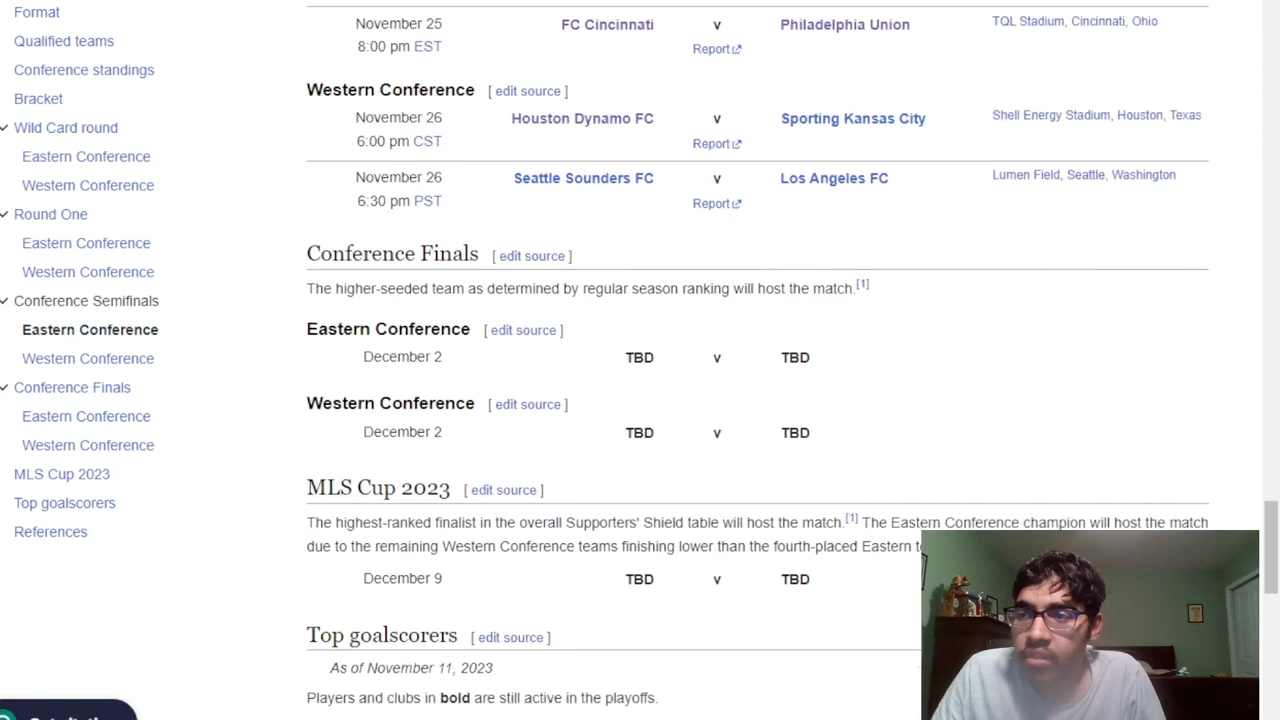 Format
Qualified teams
Conference standings
Bracket
Wild Card round
Eastern Conference
Western Conference
Round One
Eastern Conference
Western Conference
Conference Semifinals
Eastern Conference
Western Conference
Conference Finals
Eastern Conference
Western Conference
MLS Cup 2023
Top goalscorers
References
November 25 FC Cincinnati v Philadelphia Union TQL Stadium, Cincinnati, Ohio
8:00 pm EST Report
Western Conference [ edit source ]
November 26 Houston Dynamo FC v Sporting Kansas City Shell Energy Stadium, Houston, Texas
6:00 pm CST Report
November 26 Seattle Sounders FC v Los Angeles FC Lumen Field, Seattle, Washington
6:30 pm PST Report
Conference Finals [ edit source ]
The higher-seeded team as determined by regular season ranking will host the match.[1]
Eastern Conference [ edit source ]
December 2 TBD v TBD
Western Conference [ edit source ]
December 2 TBD v TBD
MLS Cup 2023 [ edit source ]
The highest-ranked finalist in the overall Supporters' Shield table will host the match.[1] The Eastern Conference champion will host the match
due to the remaining Western Conference teams finishing lower than the fourth-placed Eastern
December 9 TBD v TBD
Top goalscorers [ edit source ]
As of November 11, 2023
Players and clubs in bold are still active in the playoffs.